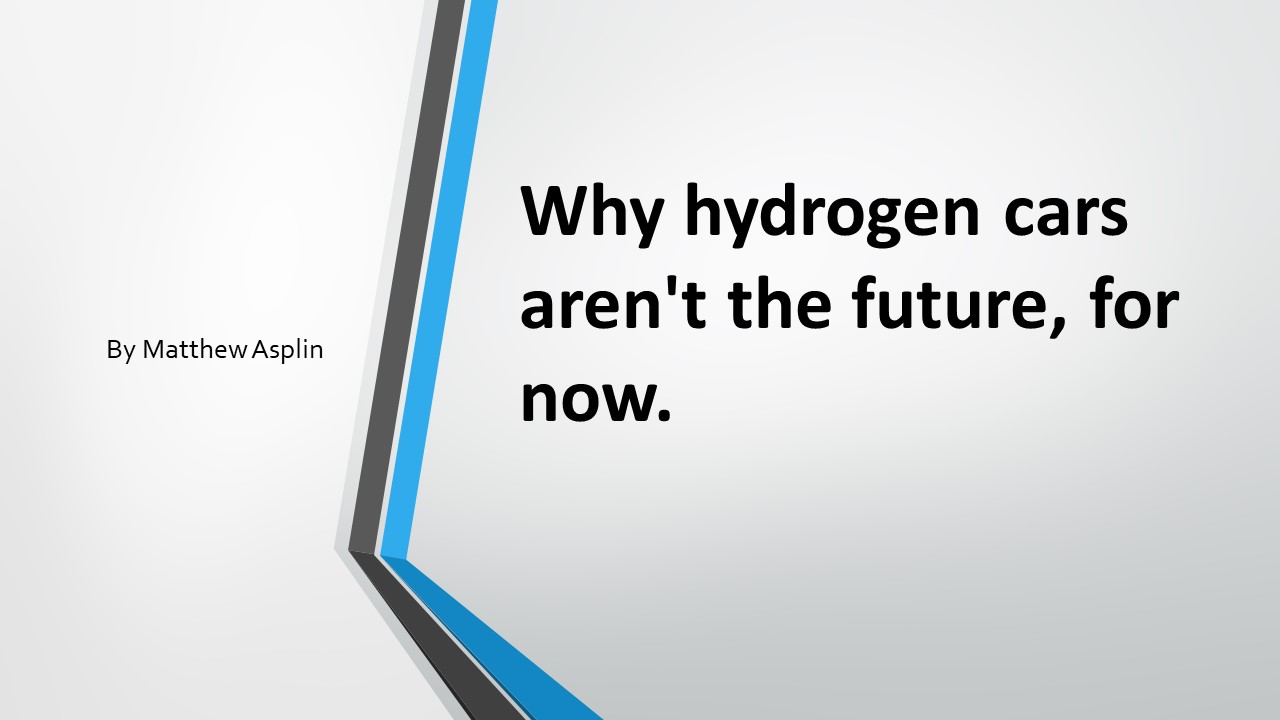 By Matthew Asplin
Why hydrogen cars
aren't the future, for
now.